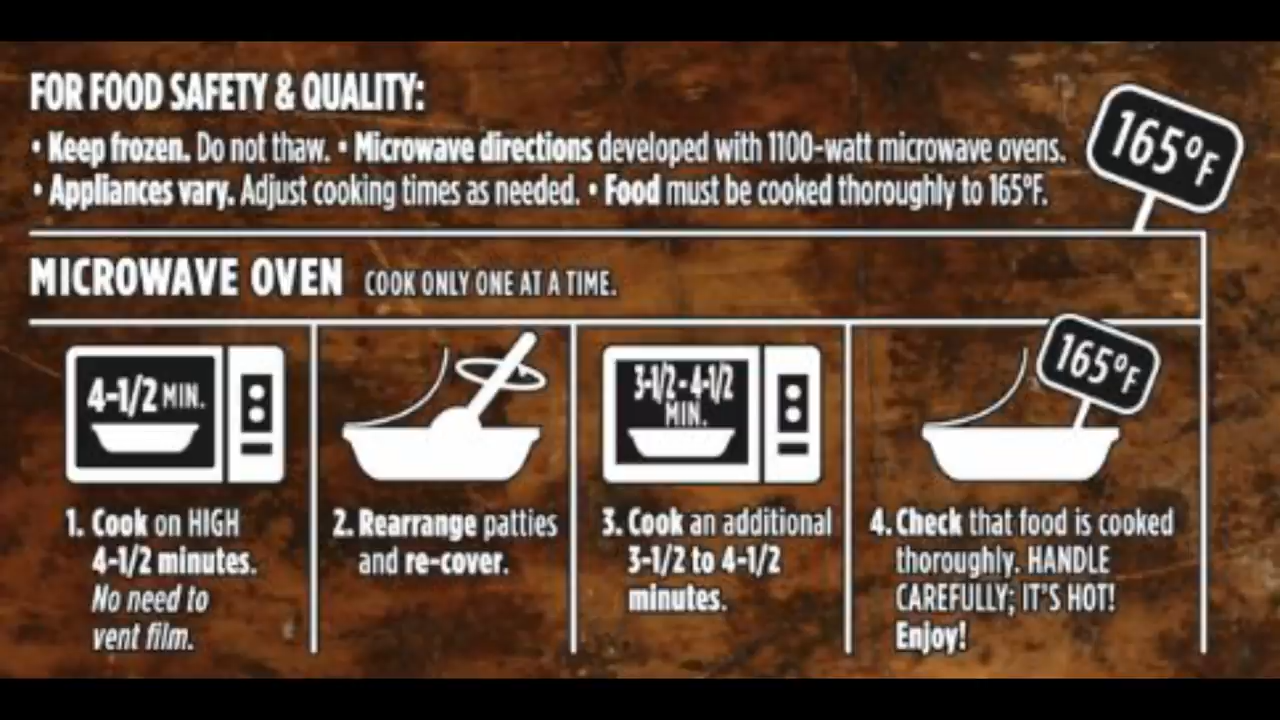 FOR FOOD SAFETY & QUALITY:
• Keep frozen. Do not thaw. • Microwave directions developed with 1100-watt microwave ovens.
• Appliances vary. Adjust cooking times as needed. • Food must be cooked thoroughly to 165°F.
165°F
MICROWAVE OVEN COOK ONLY ONE AT A TIME.
4-1/2 MIN.
1. Cook on HIGH
4-1/2 minutes.
No need to
vent film.
2. Rearrange patties
and re-cover.
3-1/2 - 4-1/2
MIN.
3. Cook an additional
3-1/2 to 4-1/2
minutes.
165°F
4. Check that food is cooked
thoroughly. HANDLE
CAREFULLY; IT'S HOT!
Enjoy!